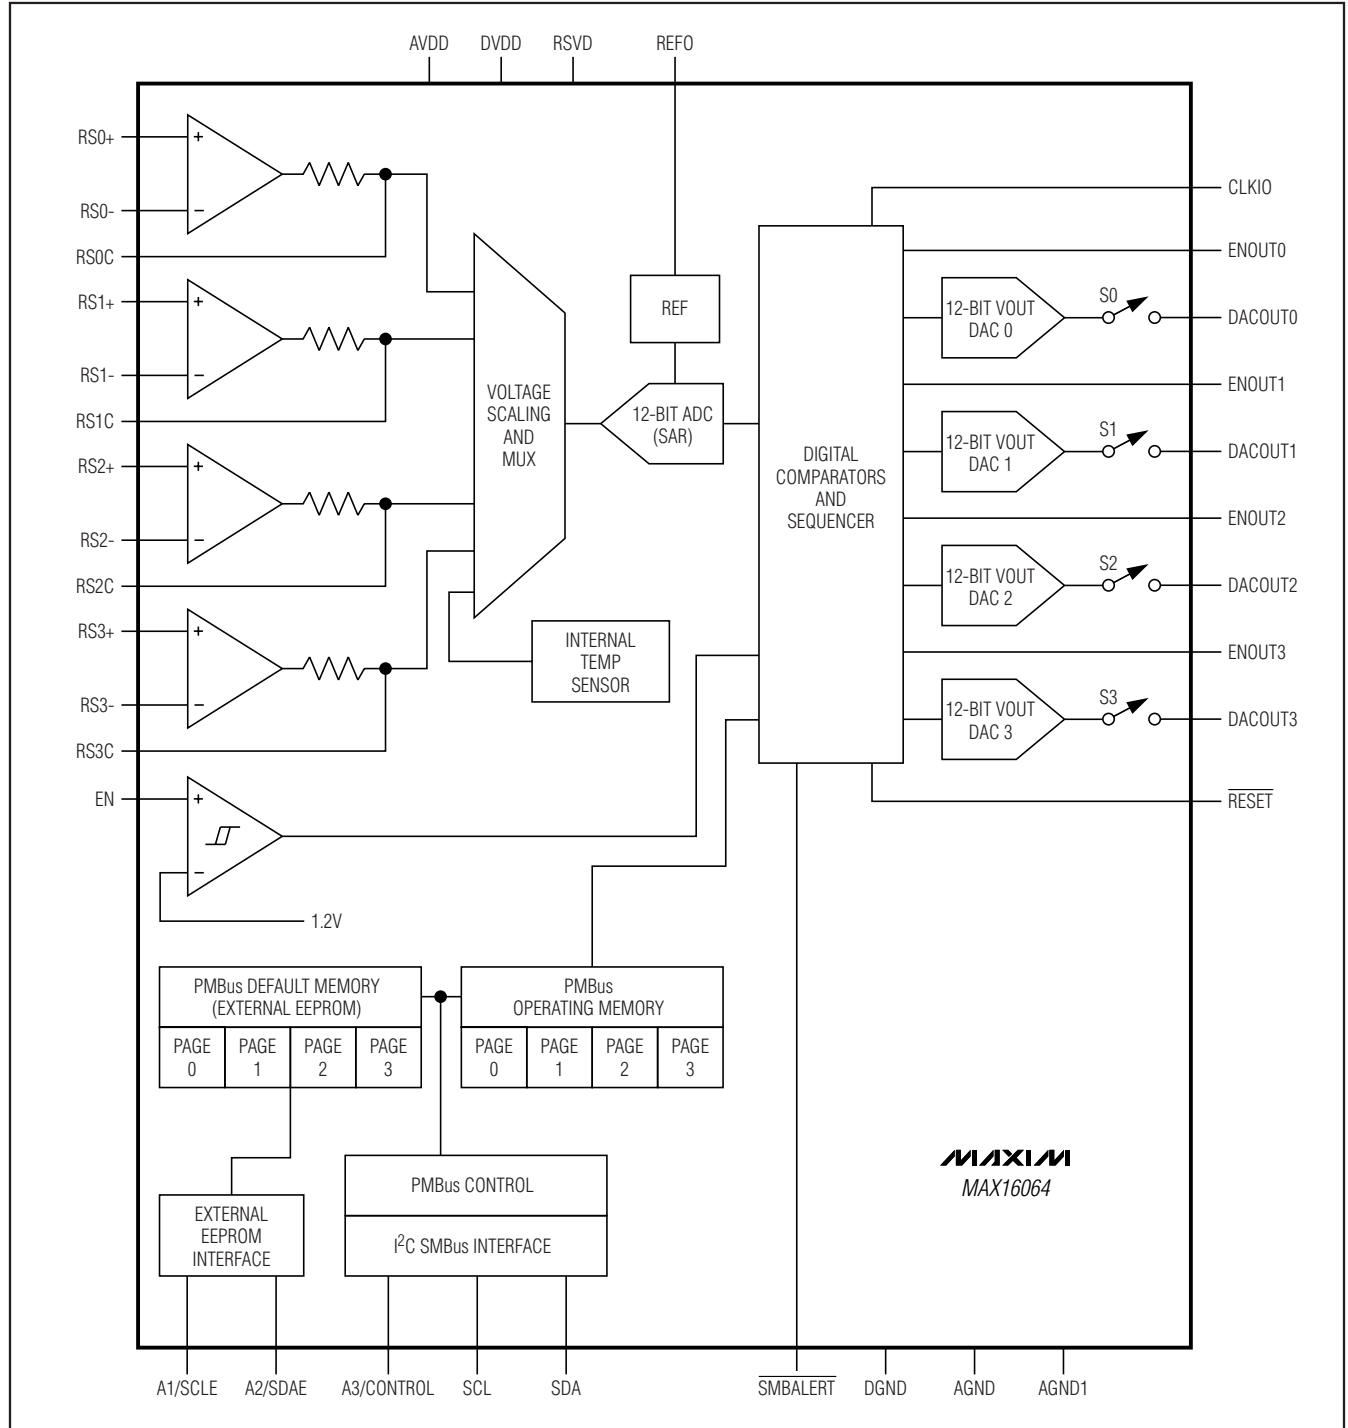 AVDD DVDD RSVD REFO
RS0+
+
RS0-
−
RS0C
RS1+
+
RS1-
−
RS1C
RS2+
+
RS2-
−
RS2C
RS3+
+
RS3-
−
RS3C
EN
+
−
1.2V
VOLTAGE
SCALING
AND
MUX
REF
12-BIT ADC
(SAR)
INTERNAL
TEMP
SENSOR
DIGITAL
COMPARATORS
AND
SEQUENCER
CLKIO
ENOUT0
12-BIT VOUT
DAC 0
S0
DACOUT0
ENOUT1
12-BIT VOUT
DAC 1
S1
DACOUT1
ENOUT2
12-BIT VOUT
DAC 2
S2
DACOUT2
ENOUT3
12-BIT VOUT
DAC 3
S3
DACOUT3
RESET
PMBus DEFAULT MEMORY
(EXTERNAL EEPROM)
PAGE
0
PAGE
1
PAGE
2
PAGE
3
PMBus
OPERATING MEMORY
PAGE
0
PAGE
1
PAGE
2
PAGE
3
EXTERNAL
EEPROM
INTERFACE
PMBus CONTROL
I²C SMBus INTERFACE
MAXIM
MAX16064
A1/SCLE A2/SDAE A3/CONTROL SCL SDA SMBALERT DGND AGND AGND1